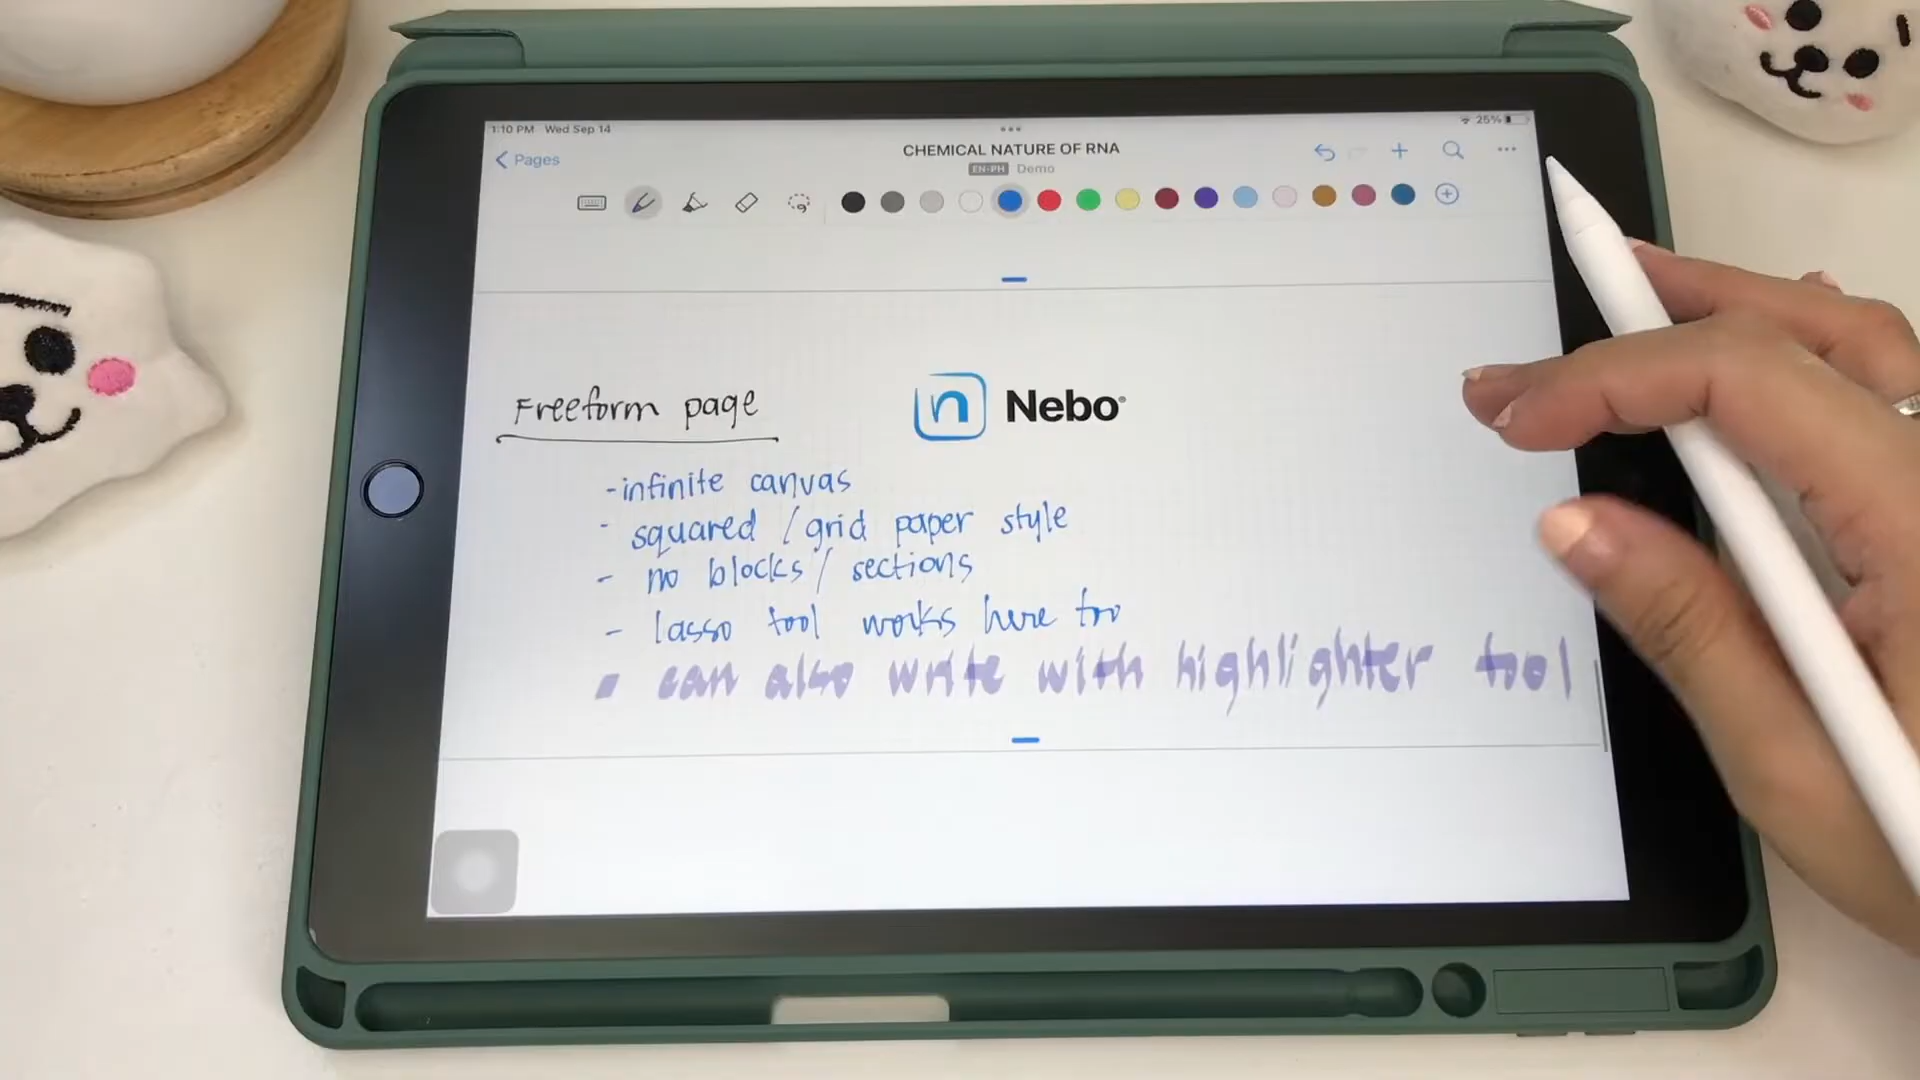 1:10 PM Wed Sep 14
25%
Pages
CHEMICAL NATURE OF RNA
EN-PH Demo
Freeform page
n Nebo®
-infinite canvas
- squared / grid paper style
- no blocks / sections
- lasso tool works here too
- can also write with highlighter tool